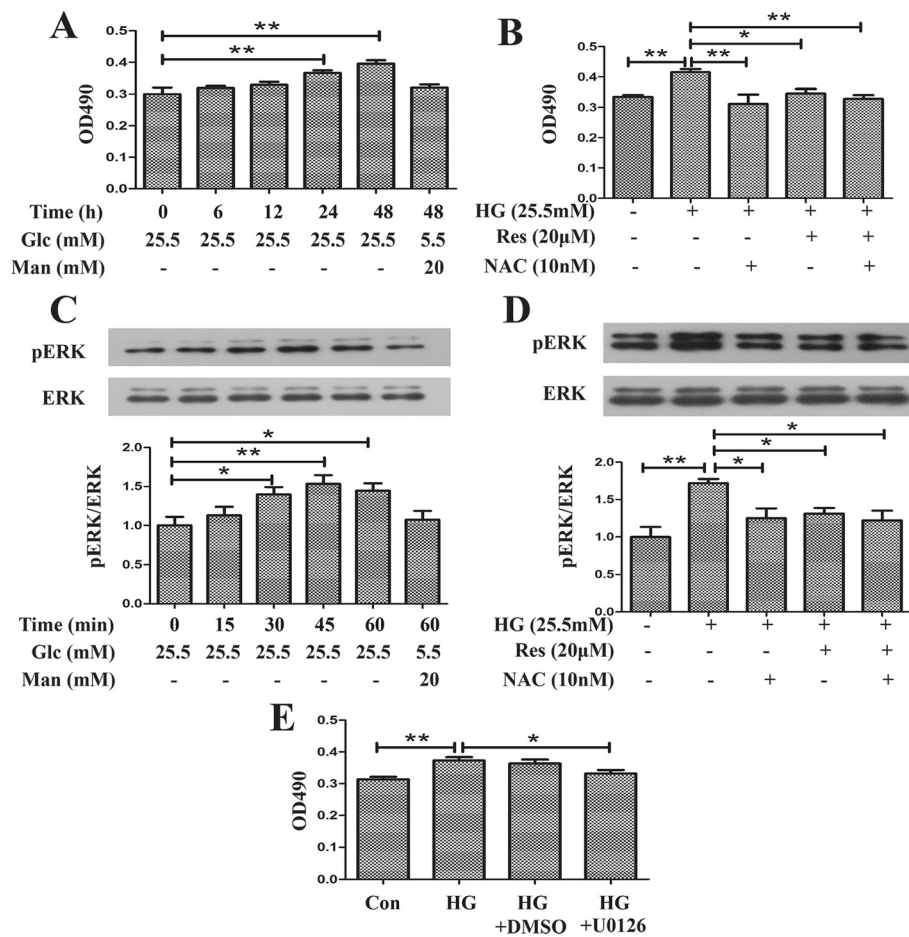 A
B
** **
0.5
0.4
0.3
0.2
0.1
0.0
OD490
Time (h) 0 6 12 24 48 48
Glc (mM) 25.5 25.5 25.5 25.5 25.5 5.5
Man (mM) - - - - - 20
** ** * **
0.6
0.4
0.3
0.2
0.1
0.0
OD490
HG (25.5mM) - + + + +
Res (20μM) - - - + +
NAC (10nM) - - + - +
C
pERK
ERK
* ** *
2.0
1.5
1.0
0.5
0.0
pERK/ERK
Time (min) 0 15 30 45 60 60
Glc (mM) 25.5 25.5 25.5 25.5 25.5 5.5
Man (mM) - - - - - 20
D
pERK
ERK
** * * *
2.0
1.5
1.0
0.5
0.0
pERK/ERK
HG (25.5mM) - + + + +
Res (20μM) - - - + +
NAC (10nM) - - + - +
E
** *
0.5
0.4
0.3
0.2
0.1
0.0
OD490
Con HG HG HG
+DMSO +U0126